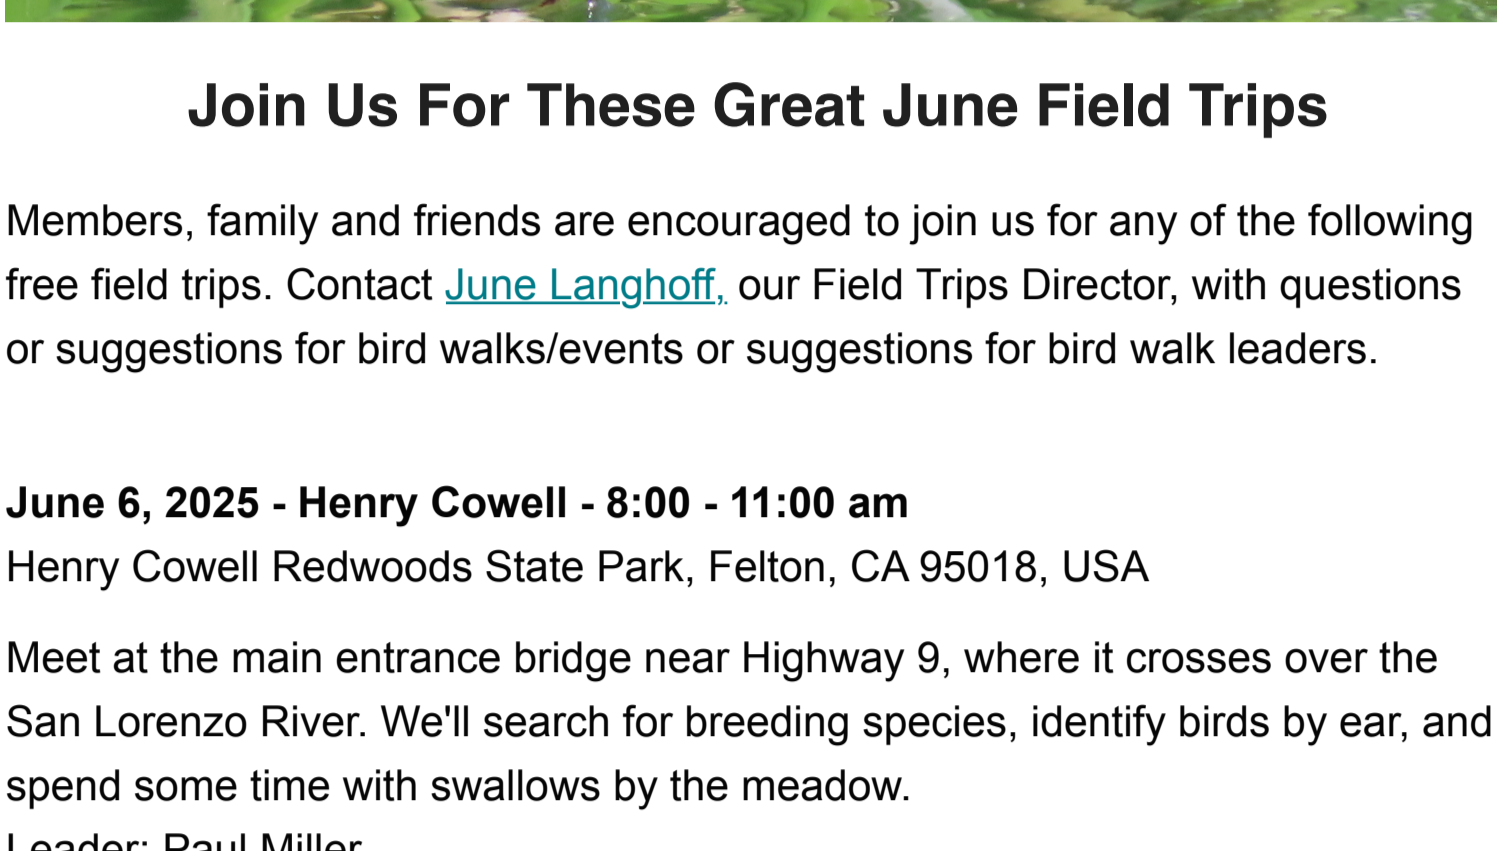 Join Us For These Great June Field Trips
Members, family and friends are encouraged to join us for any of the following
free field trips. Contact June Langhoff, our Field Trips Director, with questions
or suggestions for bird walks/events or suggestions for bird walk leaders.
June 6, 2025 - Henry Cowell - 8:00 - 11:00 am
Henry Cowell Redwoods State Park, Felton, CA 95018, USA
Meet at the main entrance bridge near Highway 9, where it crosses over the
San Lorenzo River. We'll search for breeding species, identify birds by ear, and
spend some time with swallows by the meadow.
Leader: Paul Miller